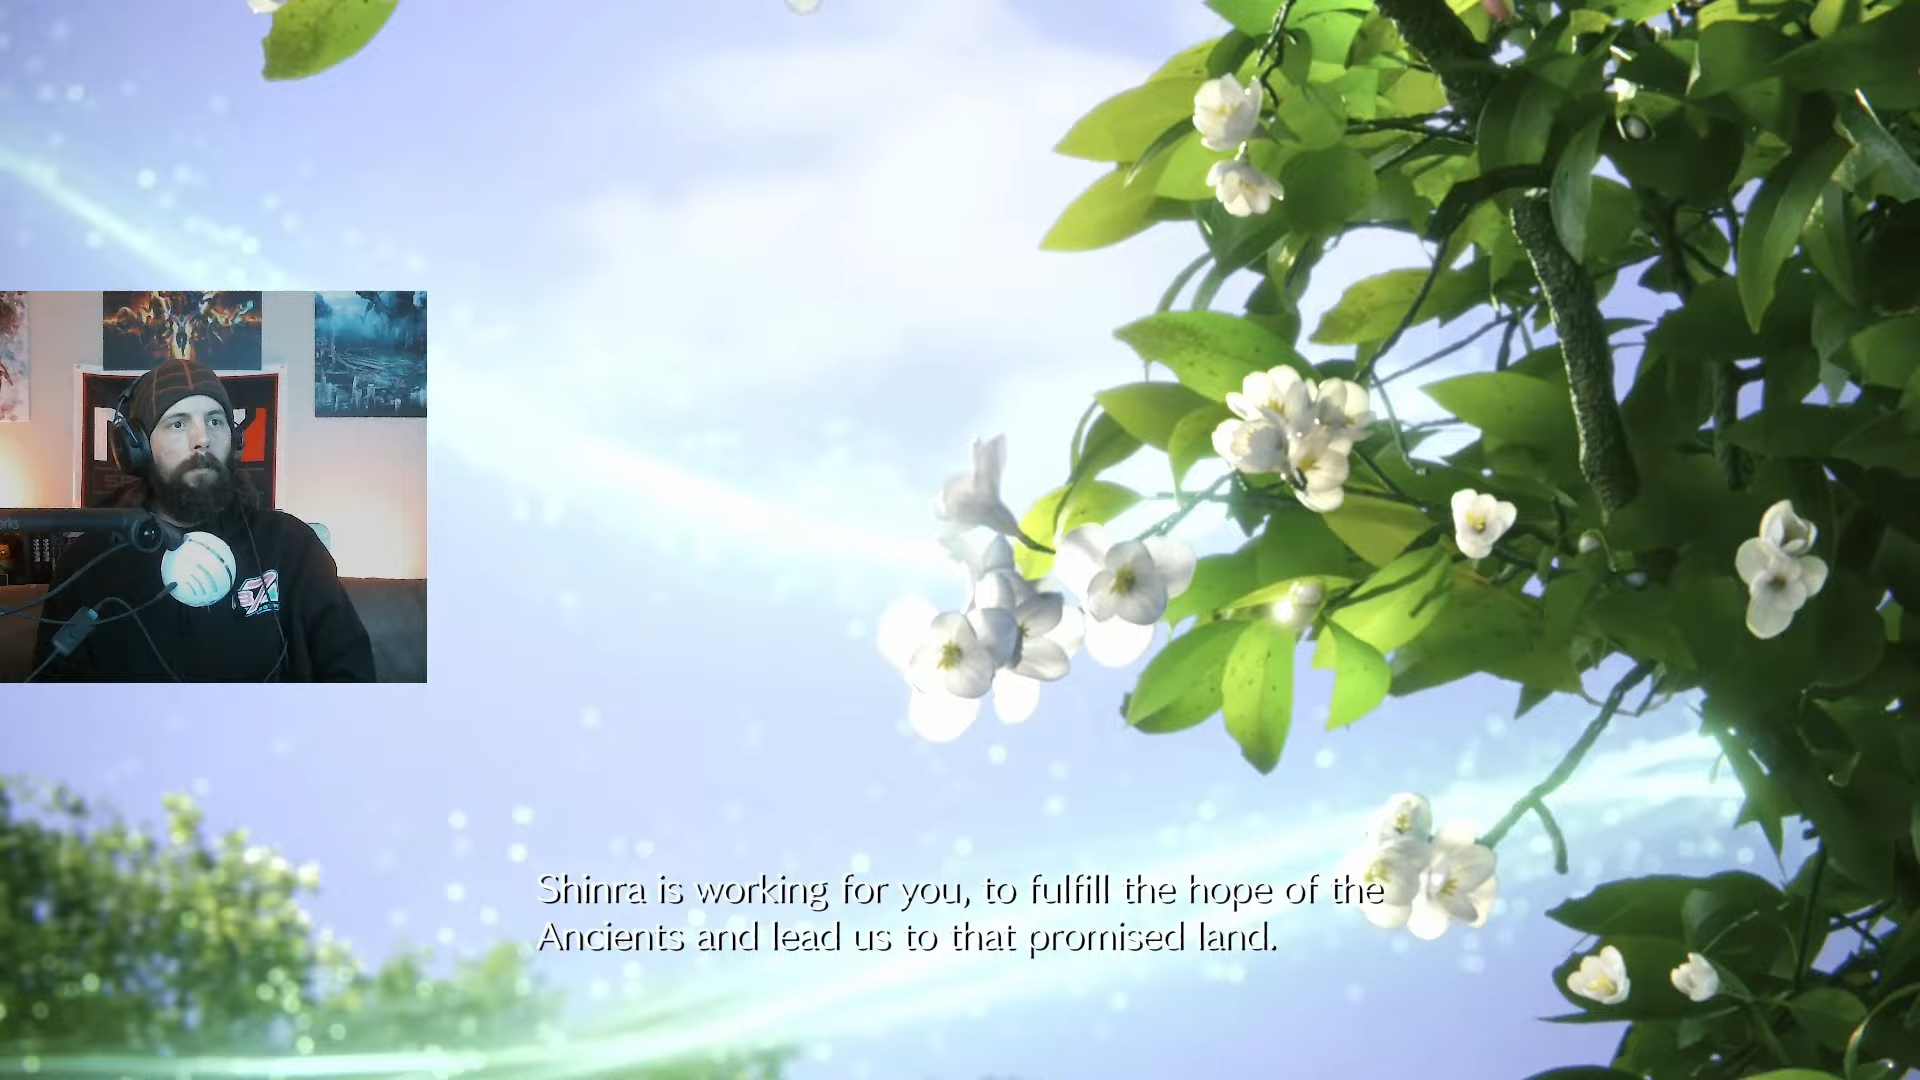 Shinra is working for you, to fulfill the hope of the
Ancients and lead us to that promised land.